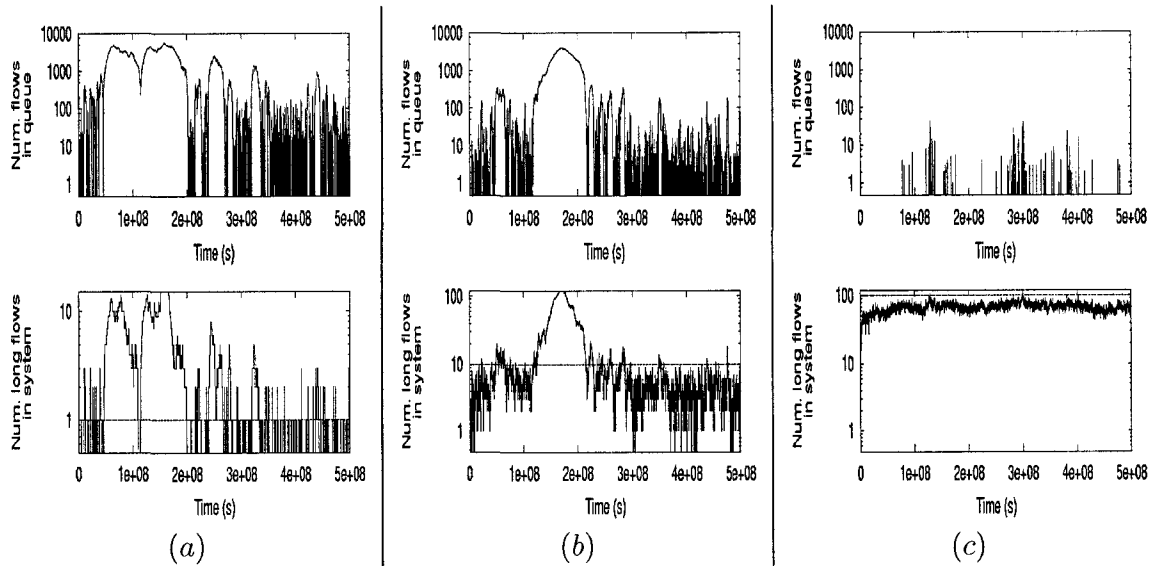 Num. flows
in queue
10000
1000
100
10
1
0
1e+08
2e+08
3e+08
4e+08
5e+08
Time (s)
Num. long flows
in system
10
1
0
1e+08
2e+08
3e+08
4e+08
5e+08
Time (s)
(a)
Num. flows
in queue
10000
1000
100
10
1
0
1e+08
2e+08
3e+08
4e+08
5e+08
Time (s)
Num. long flows
in system
100
10
1
0
1e+08
2e+08
3e+08
4e+08
5e+08
Time (s)
(b)
Num. flows
in queue
10000
1000
100
10
1
0
1e+08
2e+08
3e+08
4e+08
5e+08
Time (s)
Num. long flows
in system
100
10
1
0
1e+08
2e+08
3e+08
4e+08
5e+08
Time (s)
(c)